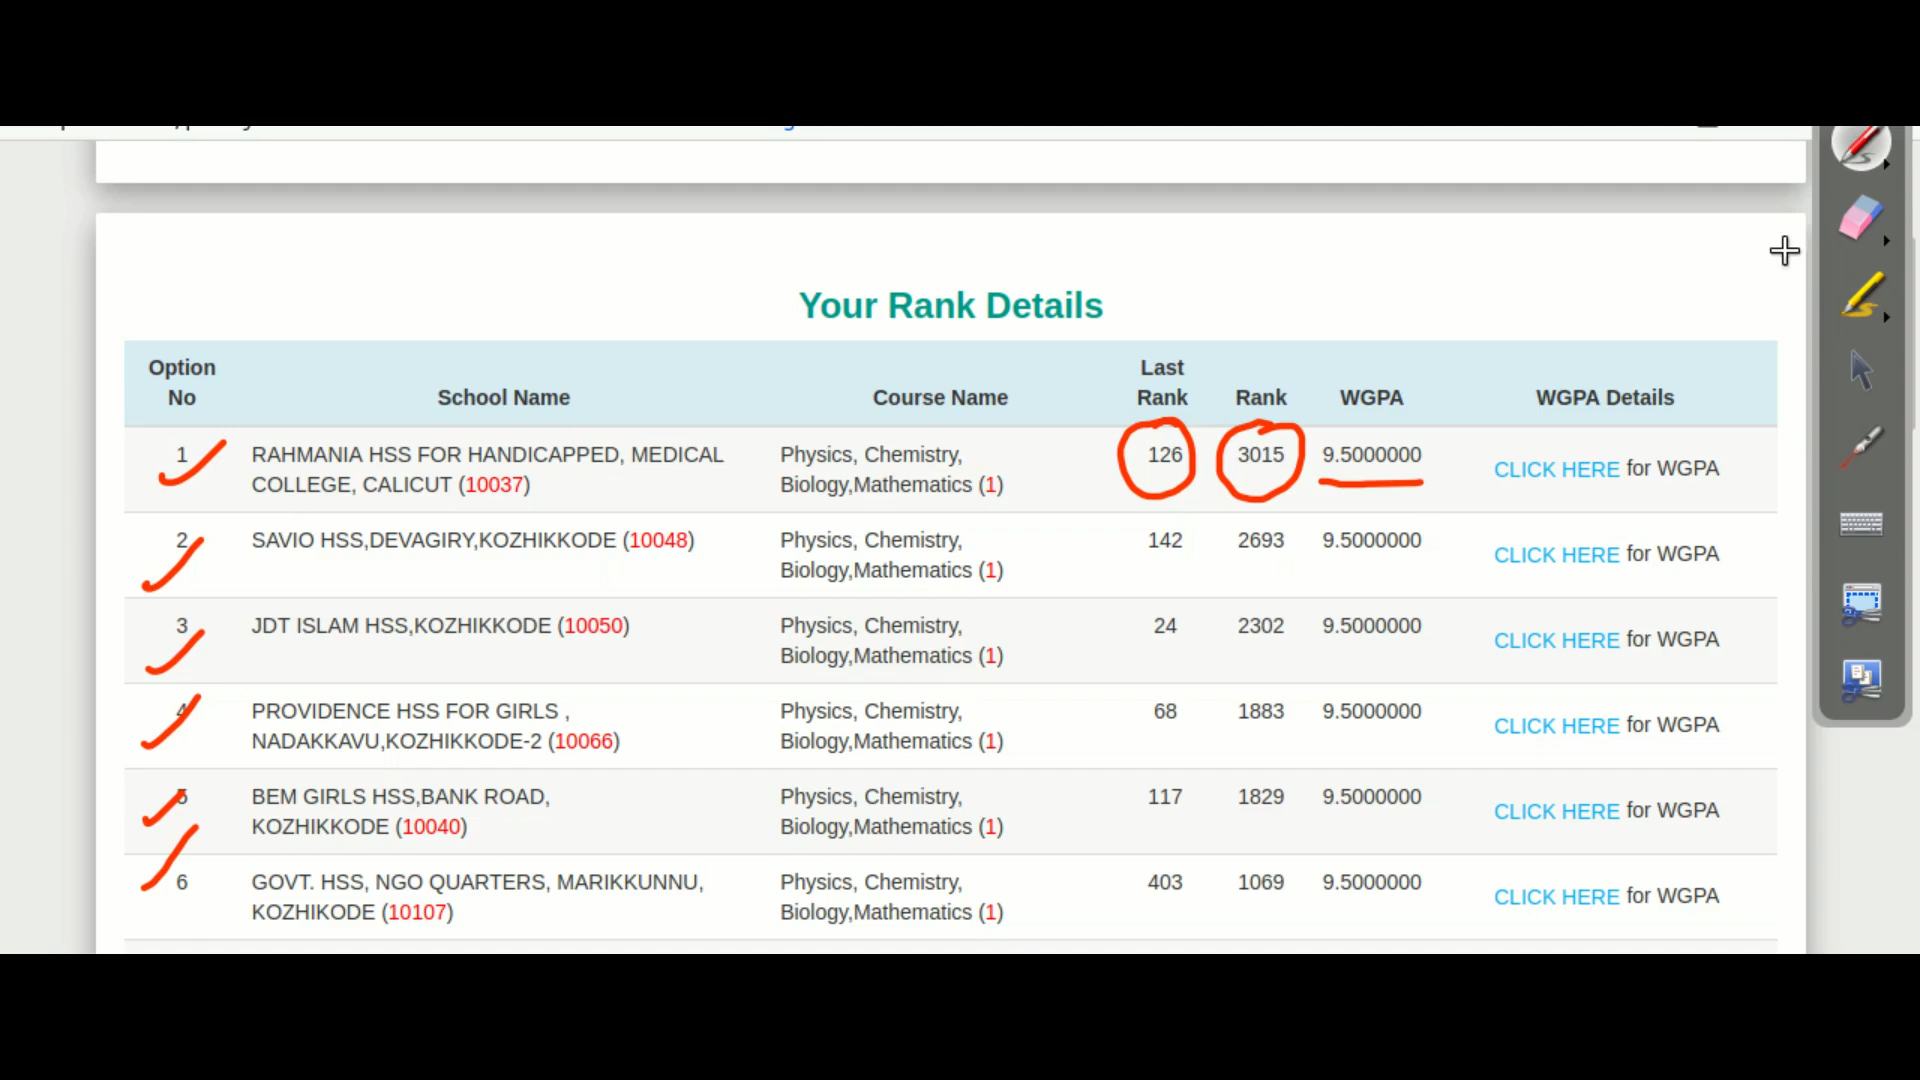 Your Rank Details
Option No School Name Course Name Last Rank Rank WGPA WGPA Details
1 RAHMANIA HSS FOR HANDICAPPED, MEDICAL Physics, Chemistry, 126 3015 9.5000000 CLICK HERE for WGPA
COLLEGE, CALICUT (10037) Biology,Mathematics (1)
2 SAVIO HSS,DEVAGIRY,KOZHIKKODE (10048) Physics, Chemistry, 142 2693 9.5000000 CLICK HERE for WGPA
Biology,Mathematics (1)
3 JDT ISLAM HSS,KOZHIKKODE (10050) Physics, Chemistry, 24 2302 9.5000000 CLICK HERE for WGPA
Biology,Mathematics (1)
4 PROVIDENCE HSS FOR GIRLS , Physics, Chemistry, 68 1883 9.5000000 CLICK HERE for WGPA
NADAKKAVU,KOZHIKKODE-2 (10066) Biology,Mathematics (1)
5 BEM GIRLS HSS,BANK ROAD, Physics, Chemistry, 117 1829 9.5000000 CLICK HERE for WGPA
KOZHIKKODE (10040) Biology,Mathematics (1)
6 GOVT. HSS, NGO QUARTERS, MARIKKUNNU, Physics, Chemistry, 403 1069 9.5000000 CLICK HERE for WGPA
KOZHIKODE (10107) Biology,Mathematics (1)